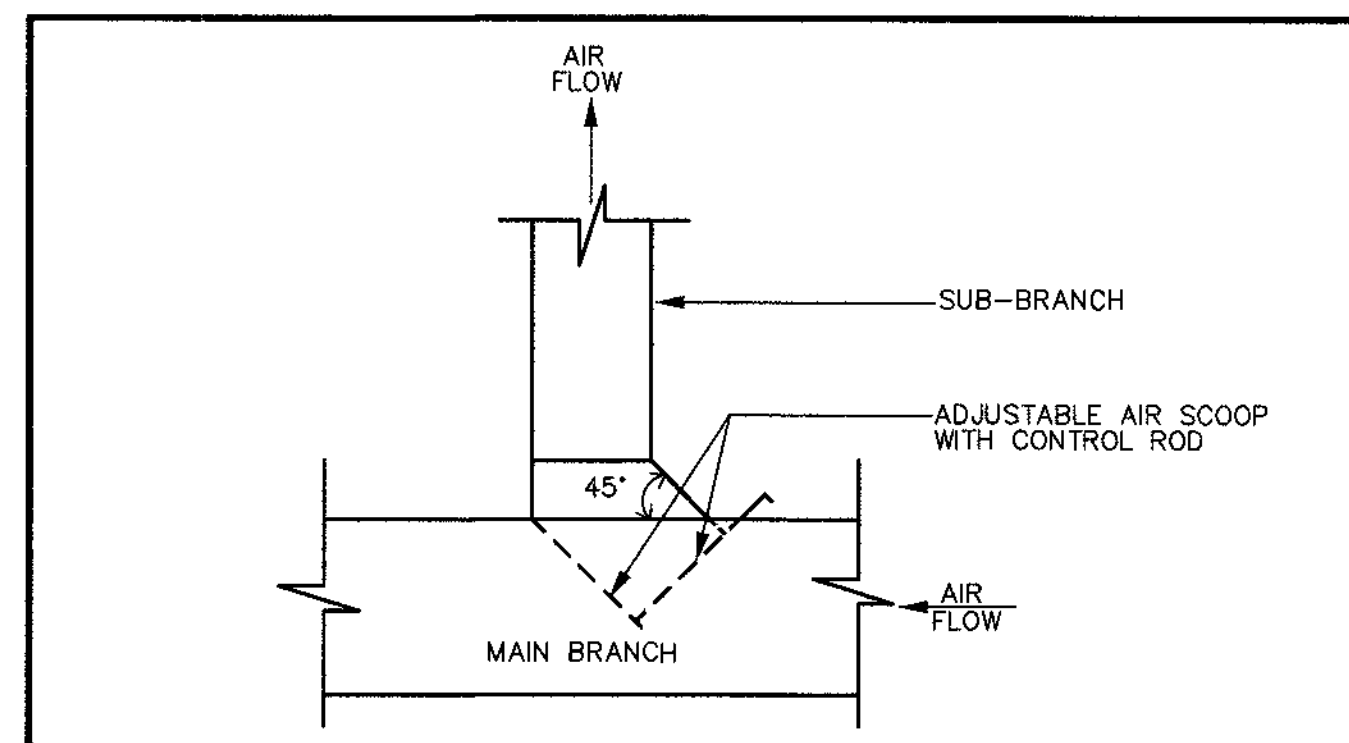 AIR
FLOW
SUB-BRANCH
ADJUSTABLE AIR SCOOP
WITH CONTROL ROD
45°
AIR
FLOW
MAIN BRANCH